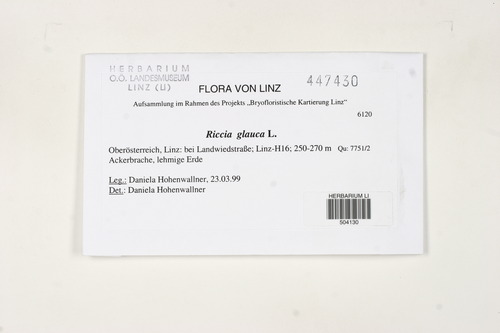 HERBARIUM
O.Ö. LANDESMUSEUM
LINZ (LI)
FLORA VON LINZ
447430
Aufsammlung im Rahmen des Projekts „Bryofloristische Kartierung Linz“
6120
Riccia glauca L.
Oberösterreich, Linz: bei Landwiedstraße; Linz-H16; 250-270 m Qu: 7751/2
Ackerbrache, lehmige Erde
Leg.: Daniela Hohenwallner, 23.03.99
Det.: Daniela Hohenwallner
HERBARIUM LI
504130